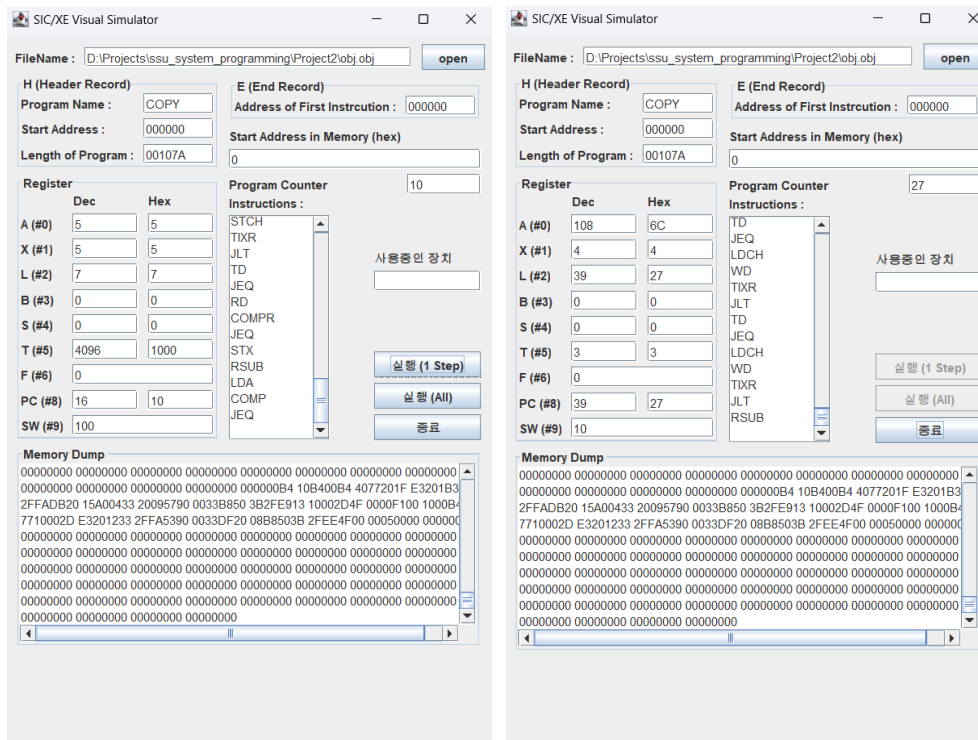 SIC/XE Visual Simulator
FileName : D:\Projects\ssu_system_programming\Project2\obj.obj open
H (Header Record)
Program Name : COPY
Start Address : 000000
Length of Program : 00107A
E (End Record)
Address of First Instrcution : 000000
Start Address in Memory (hex)
0
Register
Dec Hex
A (#0) 5 5
X (#1) 5 5
L (#2) 7 7
B (#3) 0 0
S (#4) 0 0
T (#5) 4096 1000
F (#6) 0
PC (#8) 16 10
SW (#9) 100
Program Counter 10
Instructions :
STCH
TIXR
JLT
TD
JEQ
RD
COMPR
JEQ
STX
RSUB
LDA
COMP
JEQ
사용중인 장치
실행 (1 Step)
실행 (All)
종료
Memory Dump
00000000 00000000 00000000 00000000 00000000 00000000 00000000 00000000
00000000 00000000 00000000 00000000 000000B4 10B400B4 4077201F E3201B3
2FFADB20 15A00433 20095790 0033B850 3B2FE913 10002D4F 0000F100 1000B4
7710002D E3201233 2FFA5390 0033DF20 08B8503B 2FEE4F00 00050000 000000
00000000 00000000 00000000 00000000 00000000 00000000 00000000 00000000
00000000 00000000 00000000 00000000 00000000 00000000 00000000 00000000
00000000 00000000 00000000 00000000 00000000 00000000 00000000 00000000
00000000 00000000 00000000 00000000 00000000 00000000 00000000 00000000
00000000 00000000 00000000 00000000 00000000 00000000 00000000 00000000
00000000 00000000 00000000 00000000
SIC/XE Visual Simulator
FileName : D:\Projects\ssu_system_programming\Project2\obj.obj open
H (Header Record)
Program Name : COPY
Start Address : 000000
Length of Program : 00107A
E (End Record)
Address of First Instrcution : 000000
Start Address in Memory (hex)
0
Register
Dec Hex
A (#0) 108 6C
X (#1) 4 4
L (#2) 39 27
B (#3) 0 0
S (#4) 0 0
T (#5) 3 3
F (#6) 0
PC (#8) 39 27
SW (#9) 10
Program Counter 27
Instructions :
TD
JEQ
LDCH
WD
TIXR
JLT
TD
JEQ
LDCH
WD
TIXR
JLT
RSUB
사용중인 장치
실행 (1 Step)
실행 (All)
종료
Memory Dump
00000000 00000000 00000000 00000000 00000000 00000000 00000000 00000000
00000000 00000000 00000000 00000000 000000B4 10B400B4 4077201F E3201B3
2FFADB20 15A00433 20095790 0033B850 3B2FE913 10002D4F 0000F100 1000B4
7710002D E3201233 2FFA5390 0033DF20 08B8503B 2FEE4F00 00050000 000000
00000000 00000000 00000000 00000000 00000000 00000000 00000000 00000000
00000000 00000000 00000000 00000000 00000000 00000000 00000000 00000000
00000000 00000000 00000000 00000000 00000000 00000000 00000000 00000000
00000000 00000000 00000000 00000000 00000000 00000000 00000000 00000000
00000000 00000000 00000000 00000000 00000000 00000000 00000000 00000000
00000000 00000000 00000000 00000000